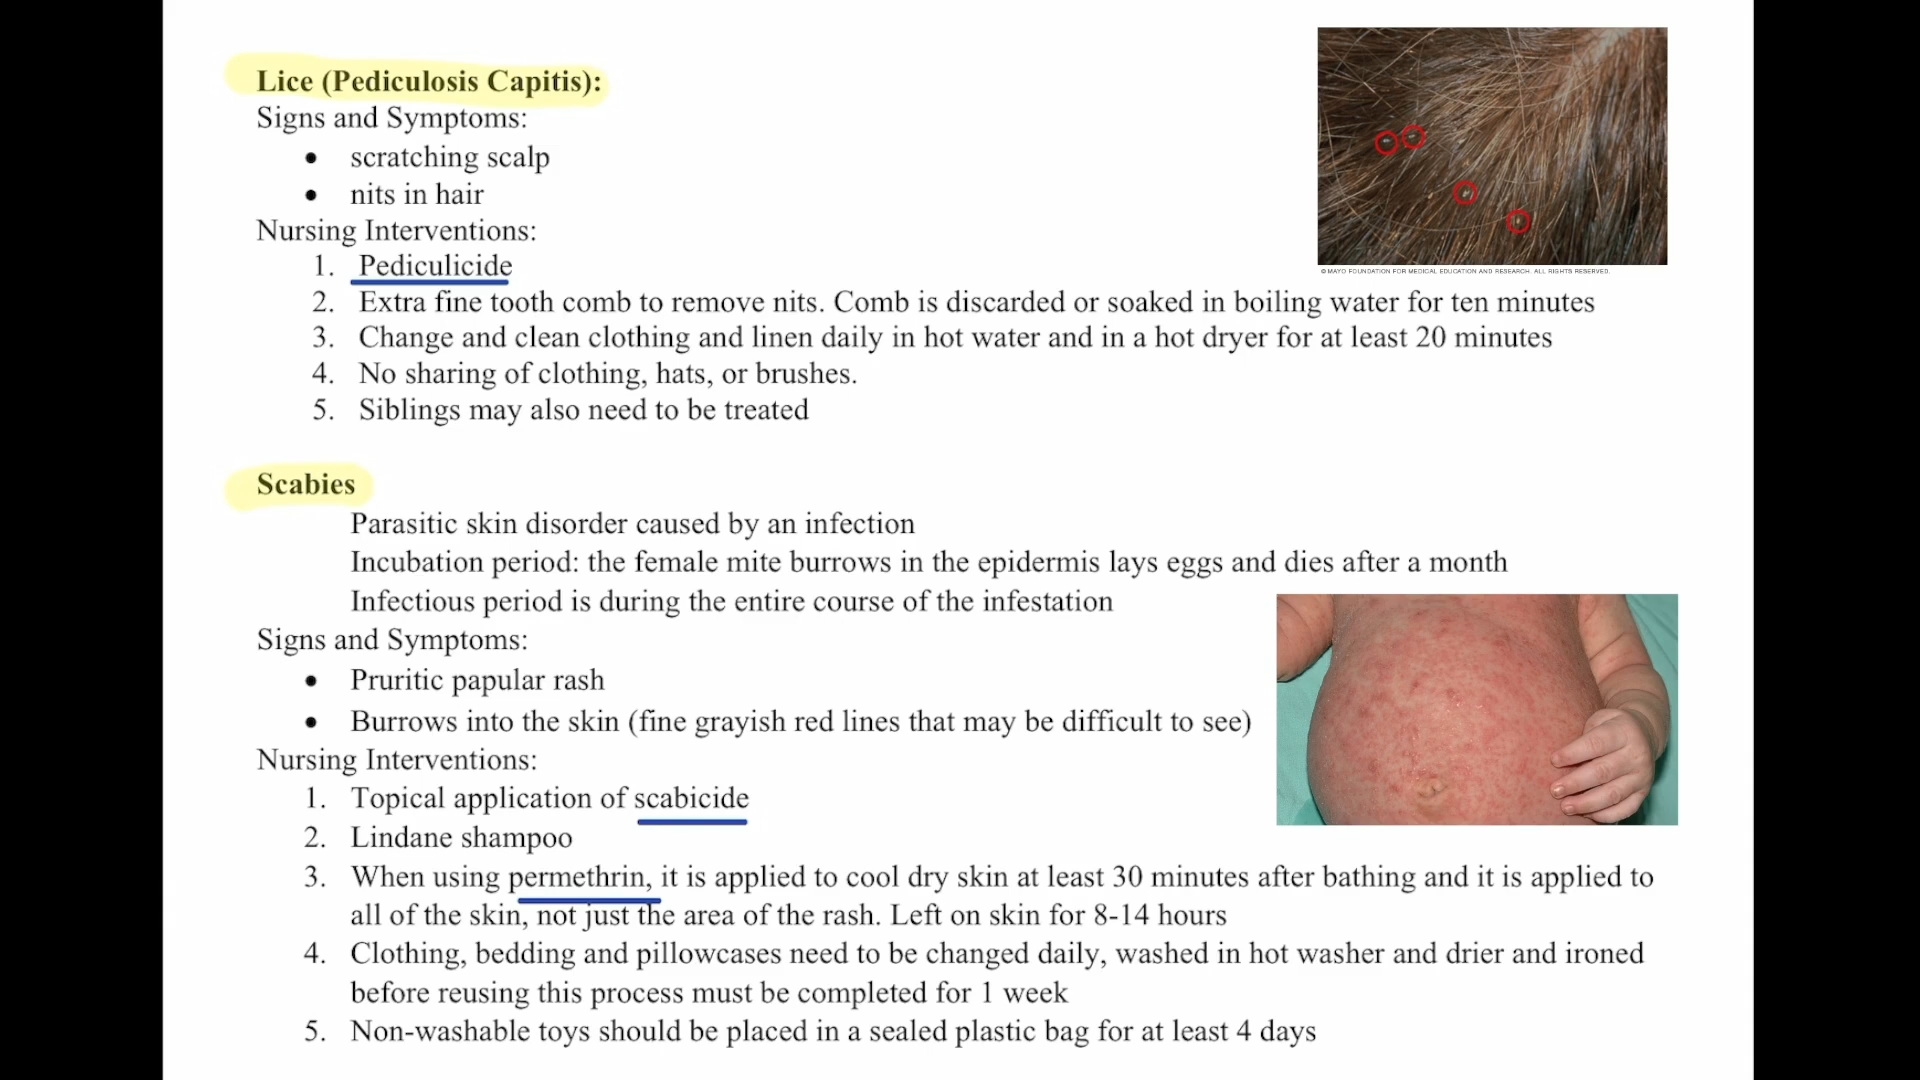 Lice (Pediculosis Capitis):
Signs and Symptoms:
• scratching scalp
• nits in hair
Nursing Interventions:
1. Pediculicide
© MAYO FOUNDATION FOR MEDICAL EDUCATION AND RESEARCH. ALL RIGHTS RESERVED.
2. Extra fine tooth comb to remove nits. Comb is discarded or soaked in boiling water for ten minutes
3. Change and clean clothing and linen daily in hot water and in a hot dryer for at least 20 minutes
4. No sharing of clothing, hats, or brushes.
5. Siblings may also need to be treated
Scabies
Parasitic skin disorder caused by an infection
Incubation period: the female mite burrows in the epidermis lays eggs and dies after a month
Infectious period is during the entire course of the infestation
Signs and Symptoms:
• Pruritic papular rash
• Burrows into the skin (fine grayish red lines that may be difficult to see)
Nursing Interventions:
1. Topical application of scabicide
2. Lindane shampoo
3. When using permethrin, it is applied to cool dry skin at least 30 minutes after bathing and it is applied to
all of the skin, not just the area of the rash. Left on skin for 8-14 hours
4. Clothing, bedding and pillowcases need to be changed daily, washed in hot washer and drier and ironed
before reusing this process must be completed for 1 week
5. Non-washable toys should be placed in a sealed plastic bag for at least 4 days